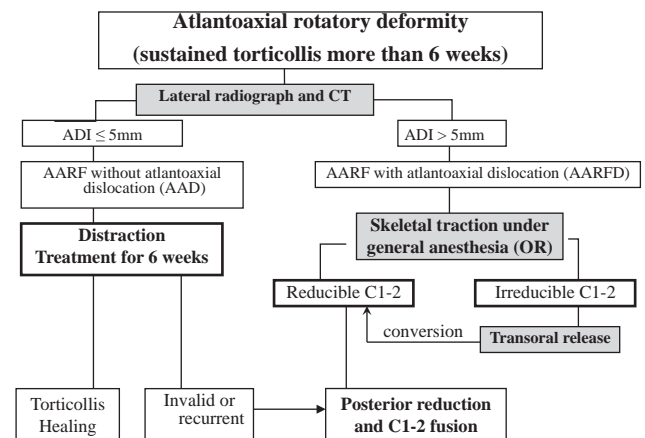 Atlantoaxial rotatory deformity
(sustained torticollis more than 6 weeks)
Lateral radiograph and CT
ADI ≤ 5mm
ADI > 5mm
AARF without atlantoaxial
dislocation (AAD)
AARF with atlantoaxial dislocation (AARFD)
Distraction
Treatment for 6 weeks
Skeletal traction under
general anesthesia (OR)
Reducible C1-2
Irreducible C1-2
conversion
Transoral release
Torticollis
Healing
Invalid or
recurrent
Posterior reduction
and C1-2 fusion